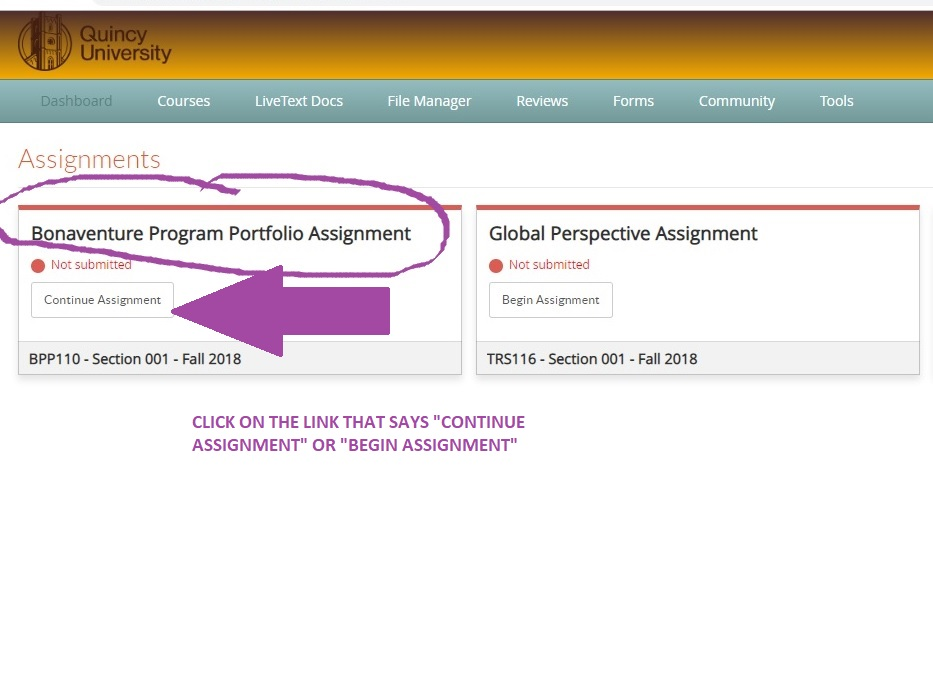 Quincy
University
Dashboard Courses LiveText Docs File Manager Reviews Forms Community Tools
Assignments
Bonaventure Program Portfolio Assignment
Not submitted
Continue Assignment
BPP110 - Section 001 - Fall 2018
Global Perspective Assignment
Not submitted
Begin Assignment
TRS116 - Section 001 - Fall 2018
CLICK ON THE LINK THAT SAYS "CONTINUE
ASSIGNMENT" OR "BEGIN ASSIGNMENT"